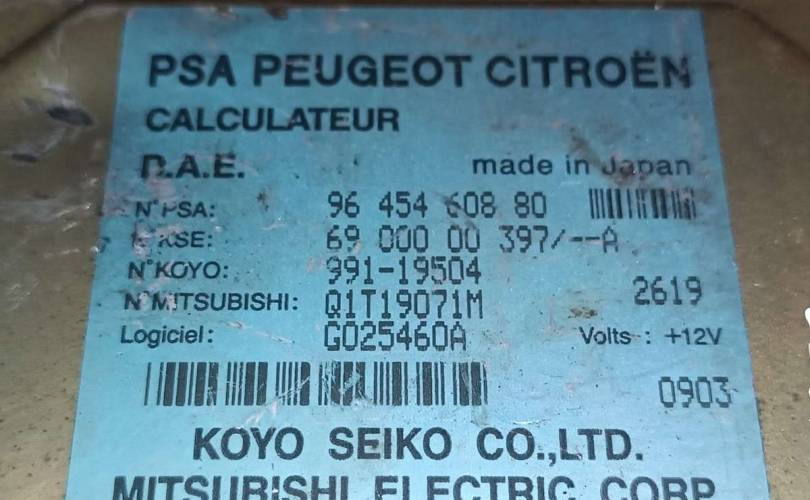 PSA PEUGEOT CITROËN
CALCULATEUR
D.A.E. made in Japan
N°PSA: 96 454 608 80
N°KSE: 69 000 00 397/--A
N°KOYO: 991-19504
N°MITSUBISHI: Q1T19071M 2619
Logiciel: G025460A Volts: +12V
0903
KOYO SEIKO CO.,LTD.
MITSUBISHI ELECTRIC CORP.